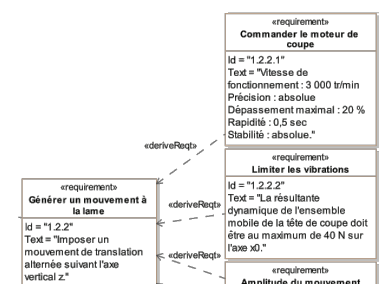 «requirement»
Commander le moteur de
coupe
Id = "1.2.2.1"
Text = "Vitesse de
fonctionnement : 3 000 tr/min
Précision : absolue
Dépassement maximal : 20 %
Rapidité : 0,5 sec
Stabilité : absolue."
«deriveReqt»
«requirement»
Limiter les vibrations
Id = "1.2.2.2"
Text = "La résultante
dynamique de l'ensemble
mobile de la tête de coupe doit
être au maximum de 40 N sur
l'axe x0."
«deriveReqt»
«requirement»
Générer un mouvement à
la lame
Id = "1.2.2"
Text = "Imposer un
mouvement de translation
alternée suivant l'axe
vertical z."
«deriveReqt»
«requirement»
Amplitude du mouvement